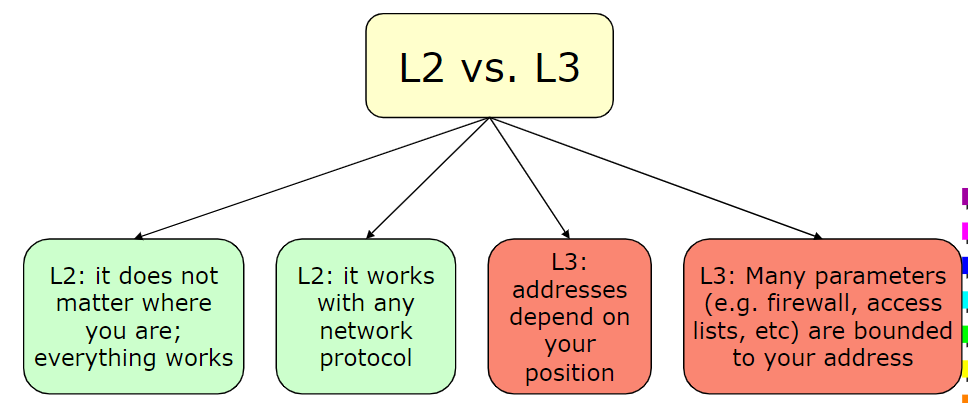 L2 vs. L3
L2: it does not
matter where
you are;
everything works
L2: it works
with any
network
protocol
L3:
addresses
depend on
your
position
L3: Many parameters
(e.g. firewall, access
lists, etc) are bounded
to your address